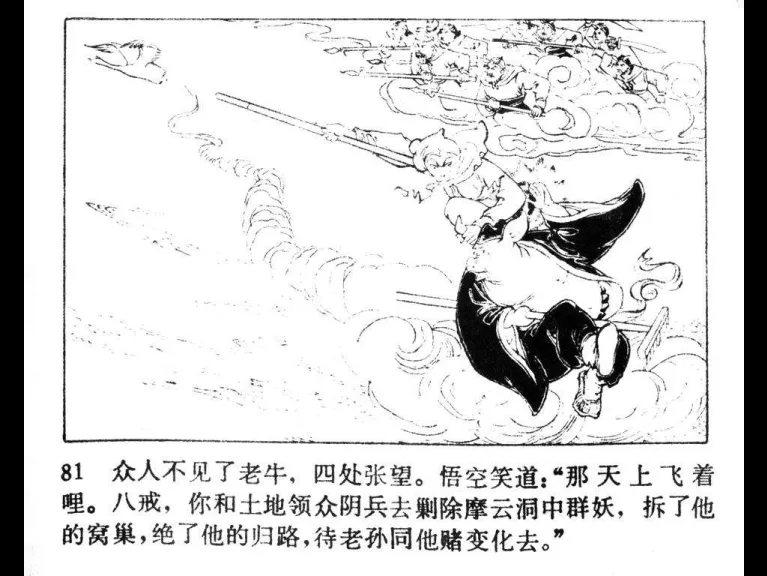 81 众人不见了老牛，四处张望。悟空笑道：“那天上飞着
哩。八戒，你和土地领众阴兵去剿除摩云洞中群妖，拆了他
的窝巢，绝了他的归路，待老孙同他赌变化去。”